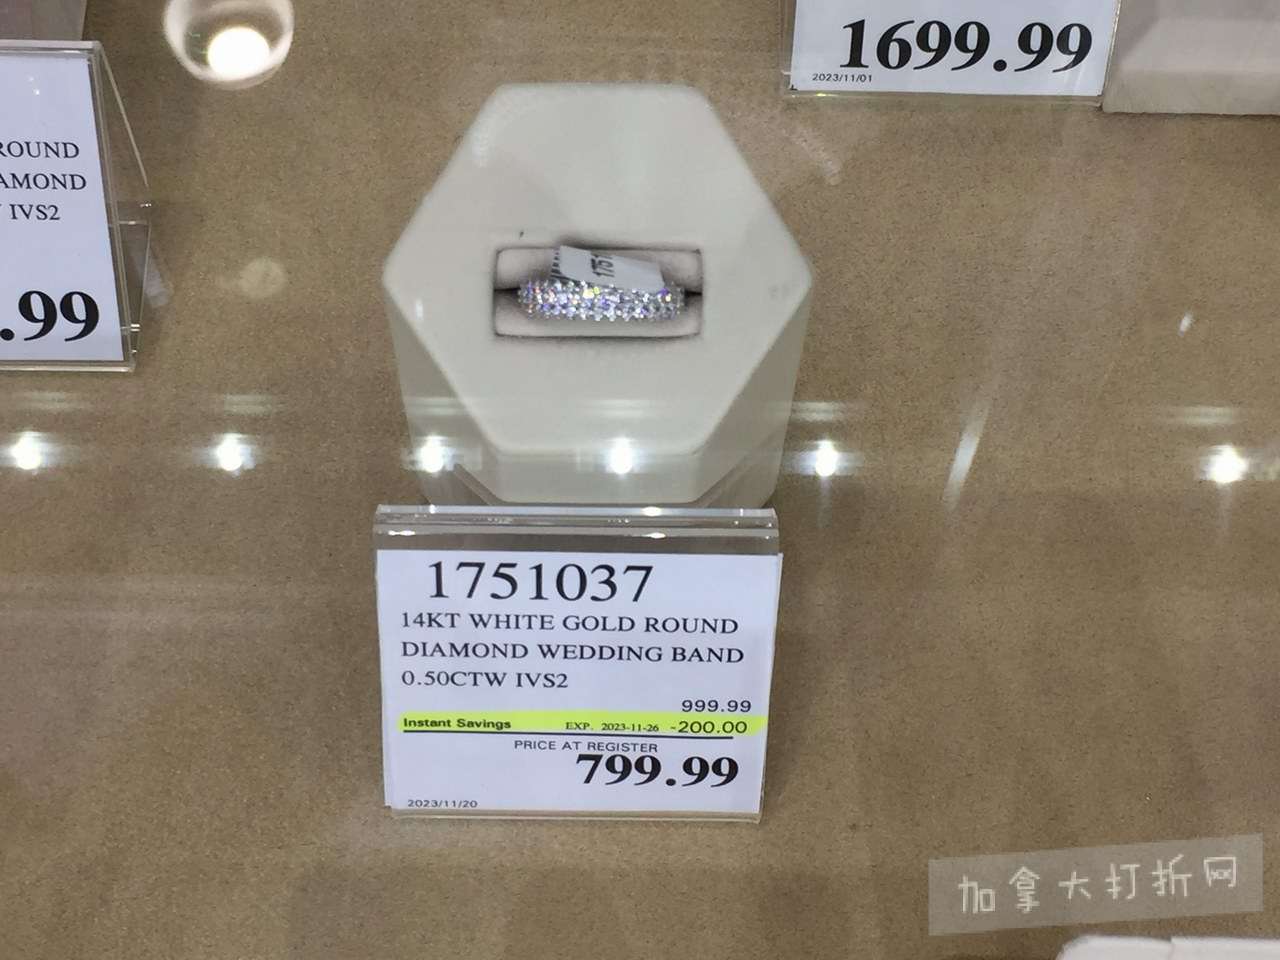 1699.99
2023/11/01
ROUND
AMOND
IVS2
.99
1751
1751037
14KT WHITE GOLD ROUND
DIAMOND WEDDING BAND
0.50CTW IVS2
999.99
Instant Savings EXP. 2023-11-26 -200.00
PRICE AT REGISTER
799.99
2023/11/20
加拿大打折网